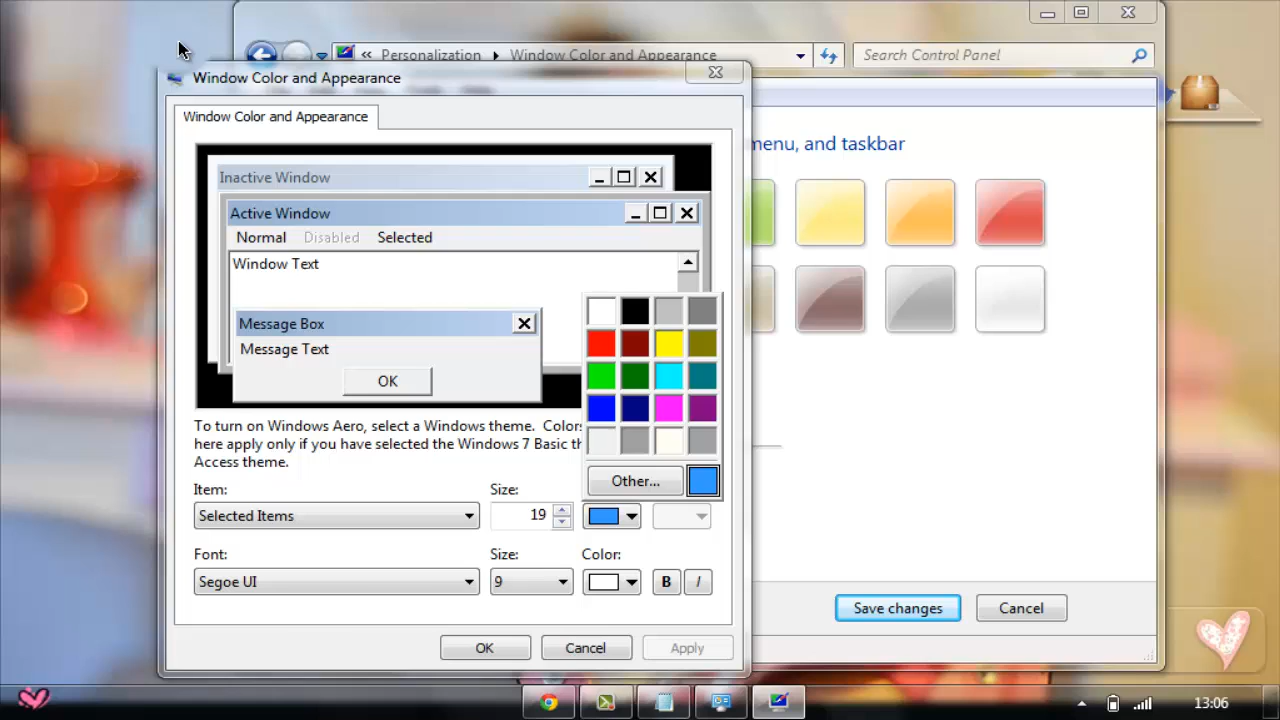 « Personalization Window Color and Appearance
Search Control Panel
Window Color and Appearance
Window Color and Appearance
menu, and taskbar
Inactive Window
Active Window
Normal Disabled Selected
Window Text
Message Box
Message Text
OK
To turn on Windows Aero, select a Windows theme. Colors
here apply only if you have selected the Windows 7 Basic th
Access theme.
Other...
Item: Size:
Selected Items 19
Font: Size: Color:
Segoe UI 9 B I
Save changes Cancel
OK Cancel Apply
13:06